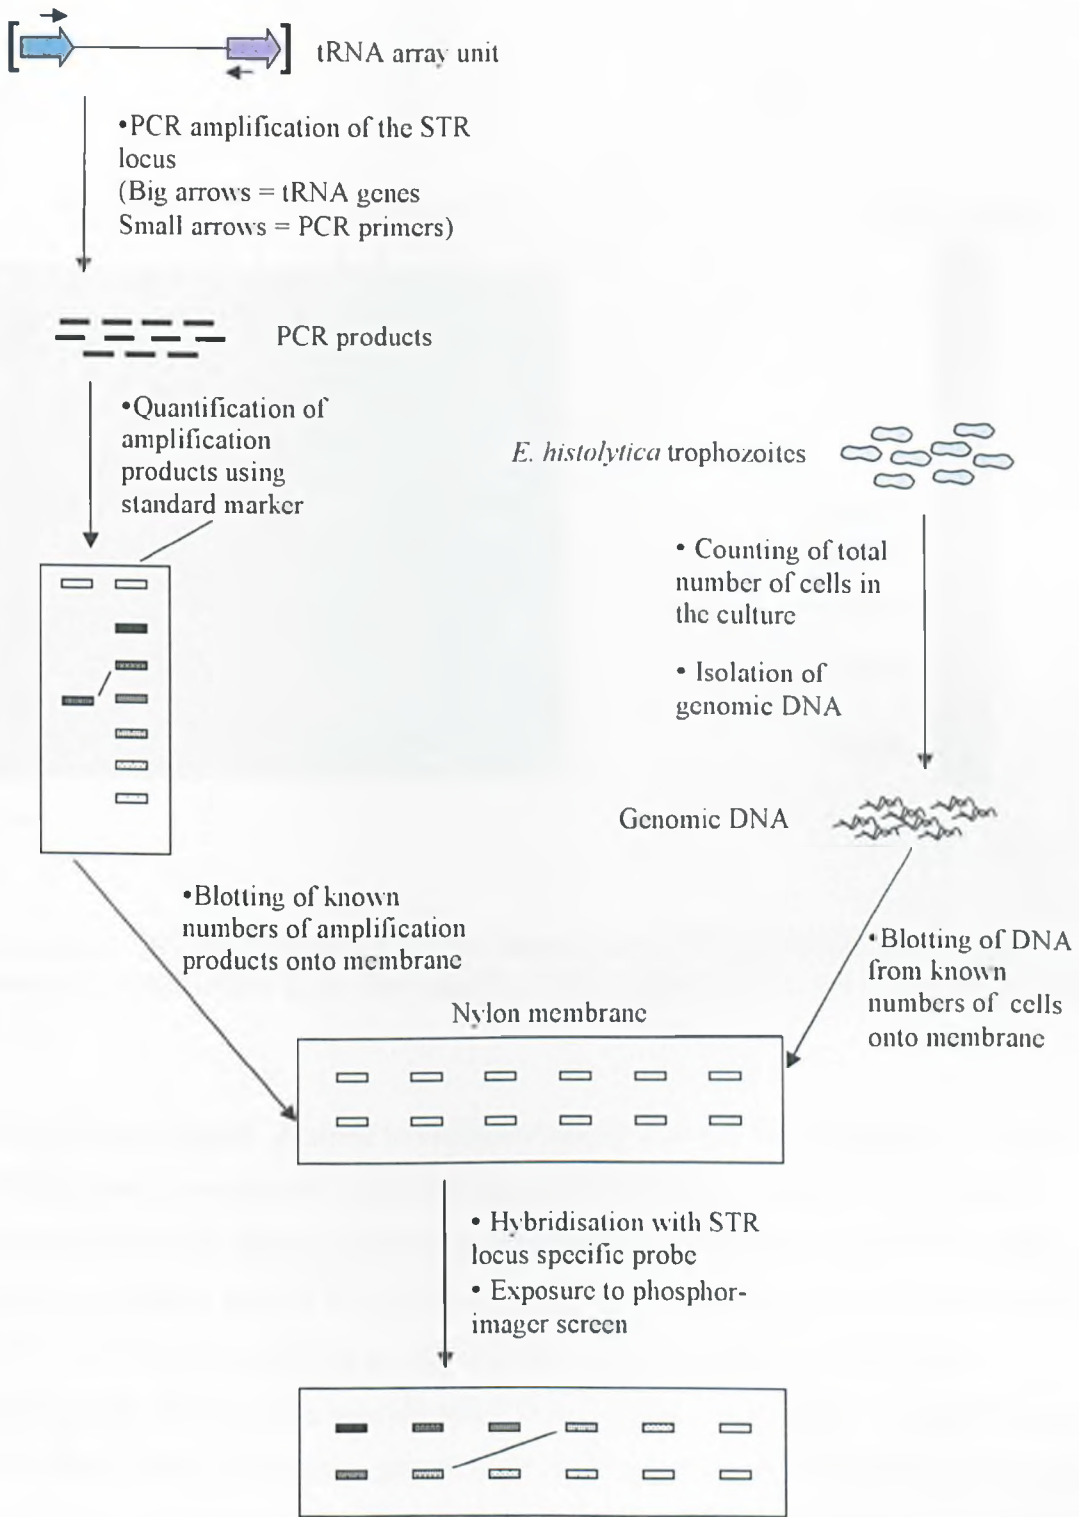 tRNA array unit
•PCR amplification of the STR
locus
(Big arrows = tRNA genes
Small arrows = PCR primers)
PCR products
•Quantification of
amplification
products using
standard marker
E. histolytica trophozoites
• Counting of total
number of cells in
the culture
• Isolation of
genomic DNA
Genomic DNA
•Blotting of known
numbers of amplification
products onto membrane
•Blotting of DNA
from known
numbers of cells
onto membrane
Nylon membrane
• Hybridisation with STR
locus specific probe
• Exposure to phosphor-
imager screen